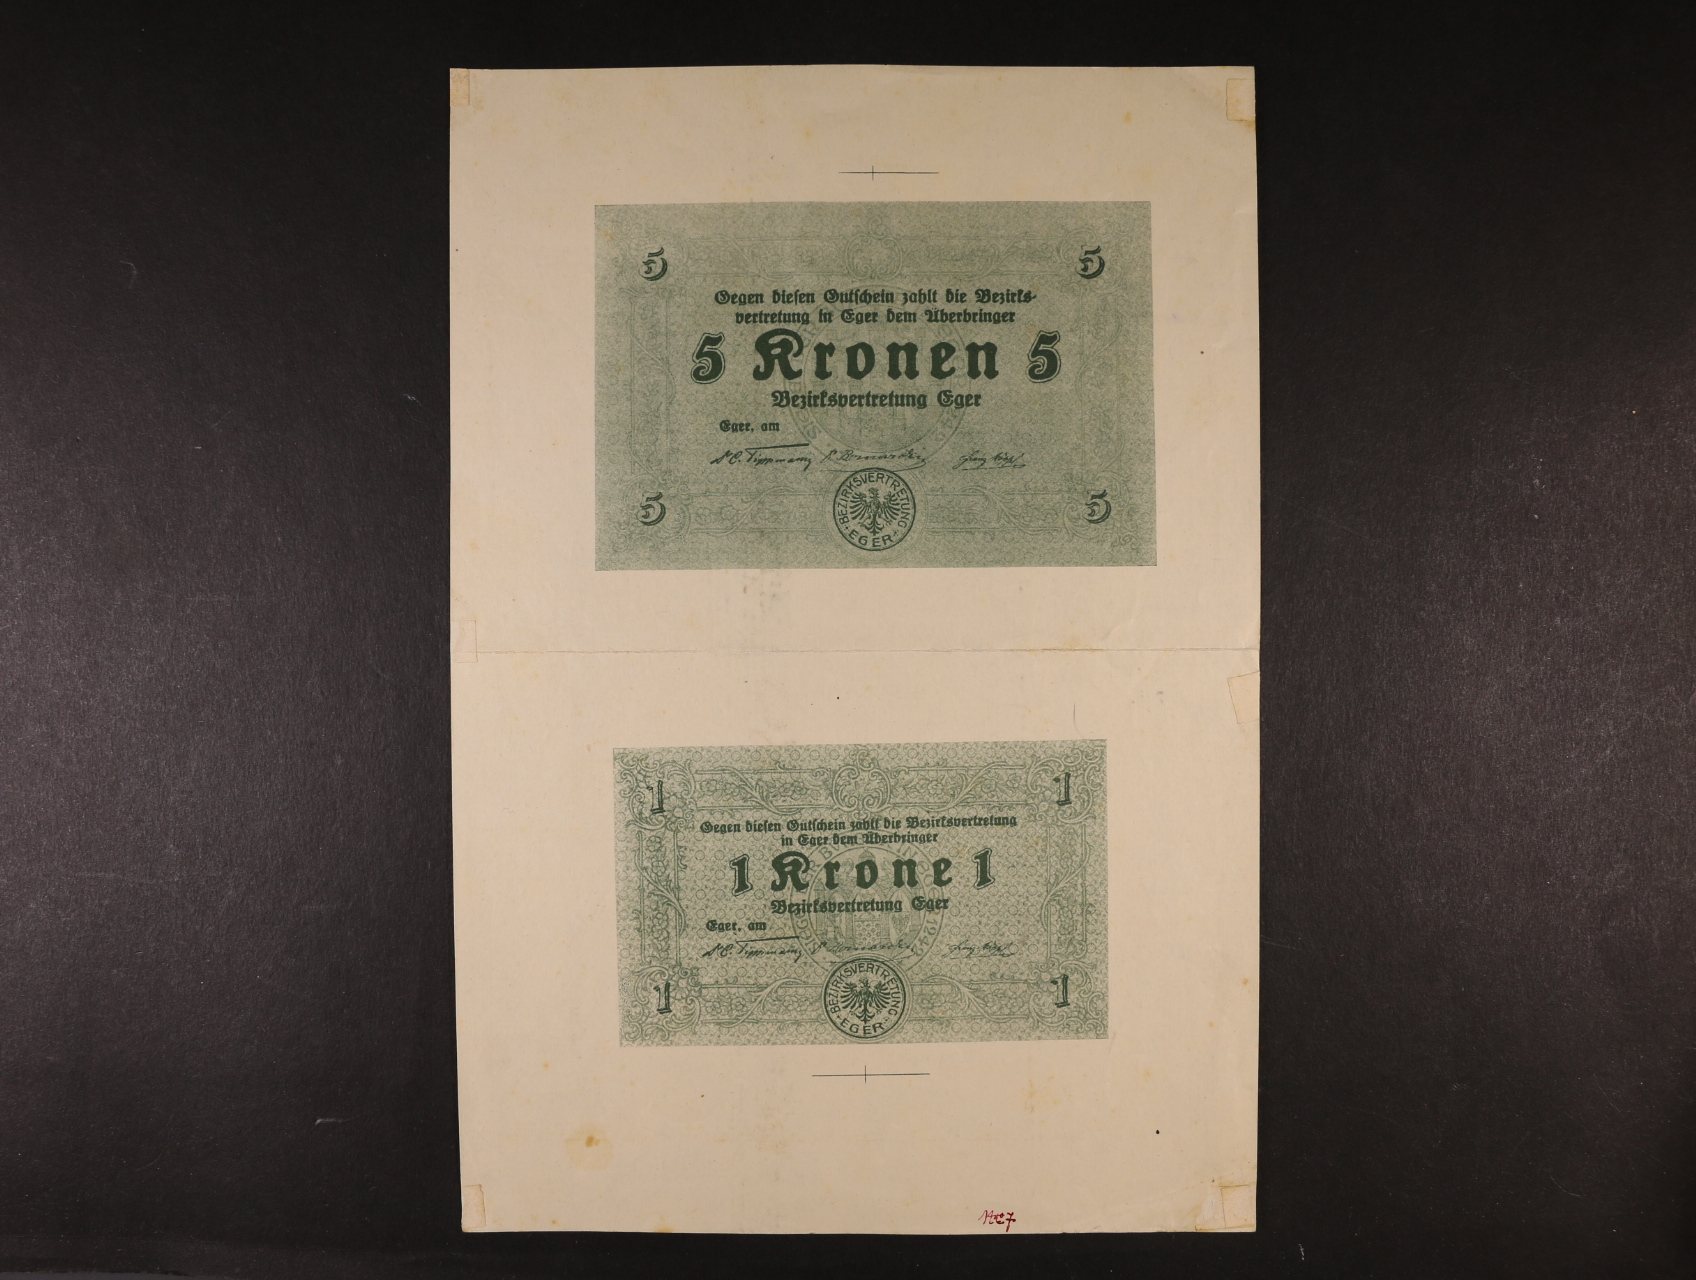 5 5
Gegen diesen Gutschein zahlt die Bezirks-
vertretung in Eger dem Überbringer
5 Kronen 5
Bezirksvertretung Eger
Eger, am
BEZIRKSVERTRETUNG
EGER
5 5
1 1
Gegen diesen Gutschein zahlt die Bezirksvertretung
in Eger dem Überbringer
1 Krone 1
Bezirksvertretung Eger
Eger, am
BEZIRKSVERTRETUNG
EGER
1 1